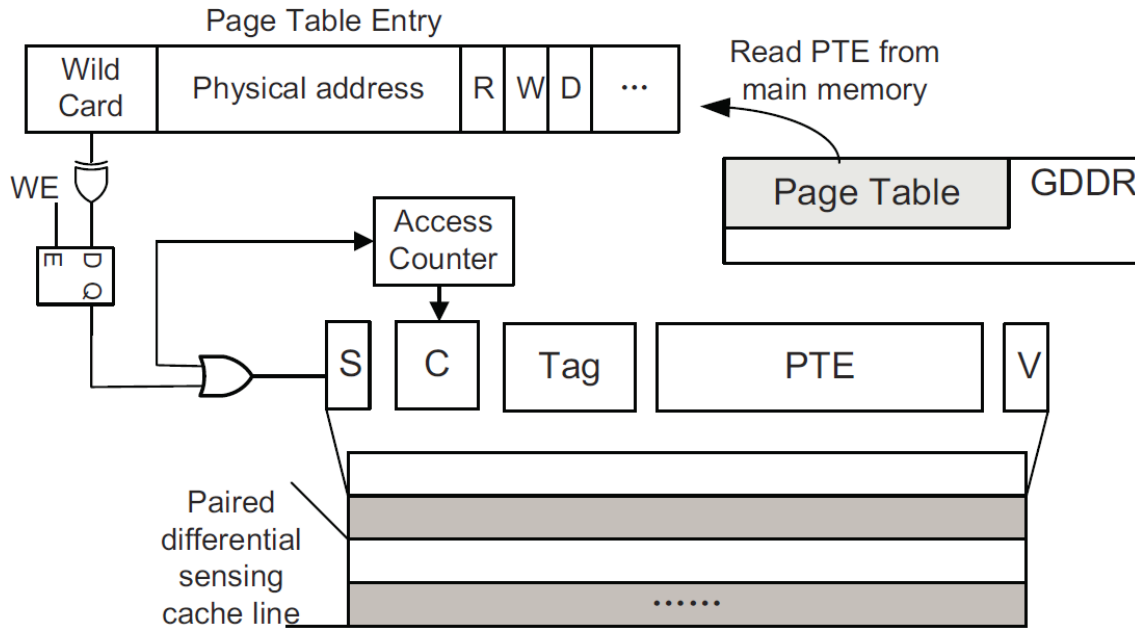 Page Table Entry
Wild
Card
Physical address
R
W
D
...
Read PTE from
main memory
Page Table
GDDR
WE
E
D
Q
Access
Counter
S
C
Tag
PTE
V
Paired
differential
sensing
cache line
......